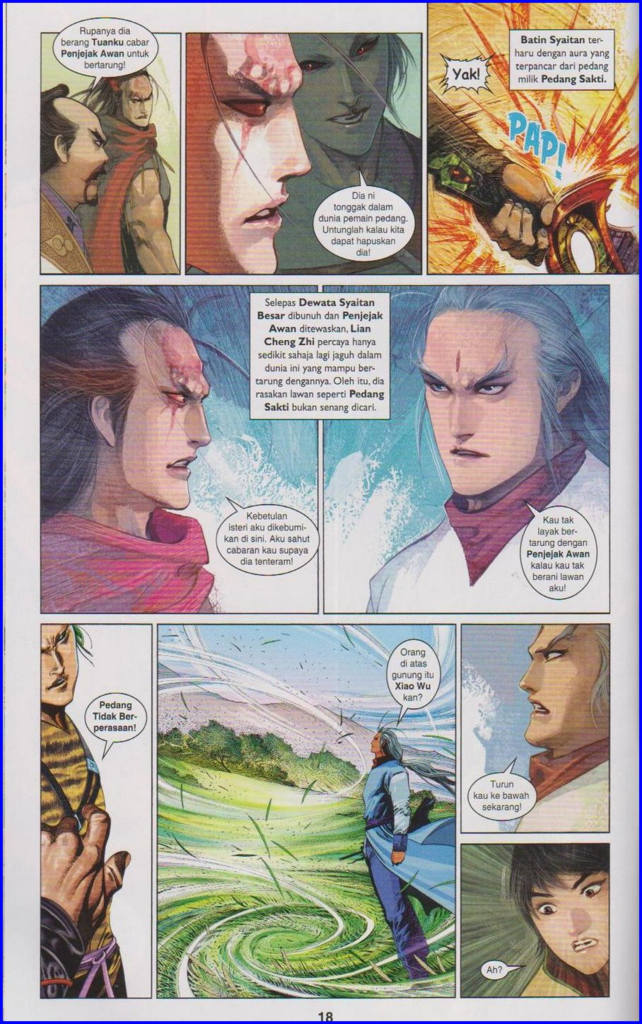 Rupanya dia
berang Tuanku cabar
Penjejak Awan untuk
bertarung!
Dia ni
tonggak dalam
dunia pemain pedang.
Untunglah kalau kita
dapat hapuskan
dia!
Batin Syaitan ter-
haru dengan aura yang
terpancar dari pedang
milik Pedang Sakti.
Yak!
PAP!
Selepas Dewata Syaitan
Besar dibunuh dan Penjejak
Awan ditewaskan, Lian
Cheng Zhi percaya hanya
sedikit sahaja lagi jaguh dalam
dunia ini yang mampu ber-
tarung dengannya. Oleh itu, dia
rasakan lawan seperti Pedang
Sakti bukan senang dicari.
Kebetulan
isteri aku dikebumi-
kan di sini. Aku sahut
cabaran kau supaya
dia tenteram!
Kau tak
layak ber-
tarung dengan
Penjejak Awan
kalau kau tak
berani lawan
aku!
Pedang
Tidak Ber-
perasaan!
Orang
di atas
gunung itu
Xiao Wu
kan?
Turun
kau ke bawah
sekarang!
Ah?
18